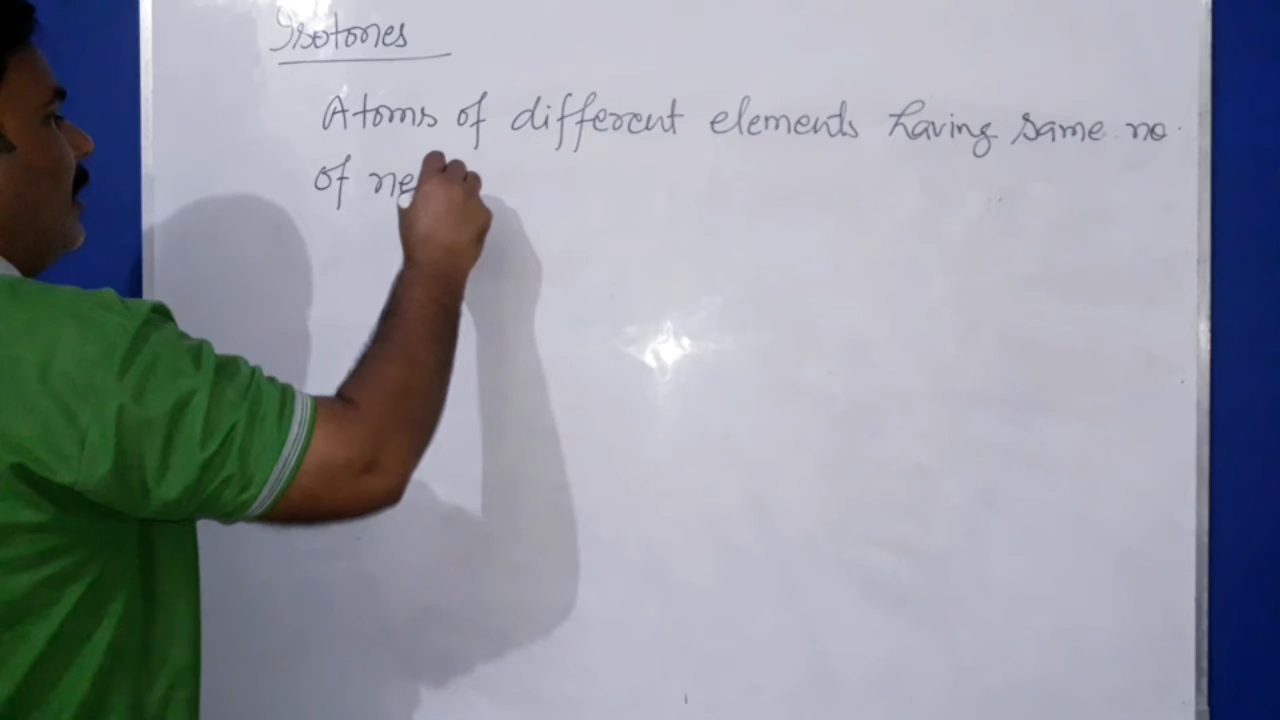 Isotones
Atoms of different elements having same no.
of ne